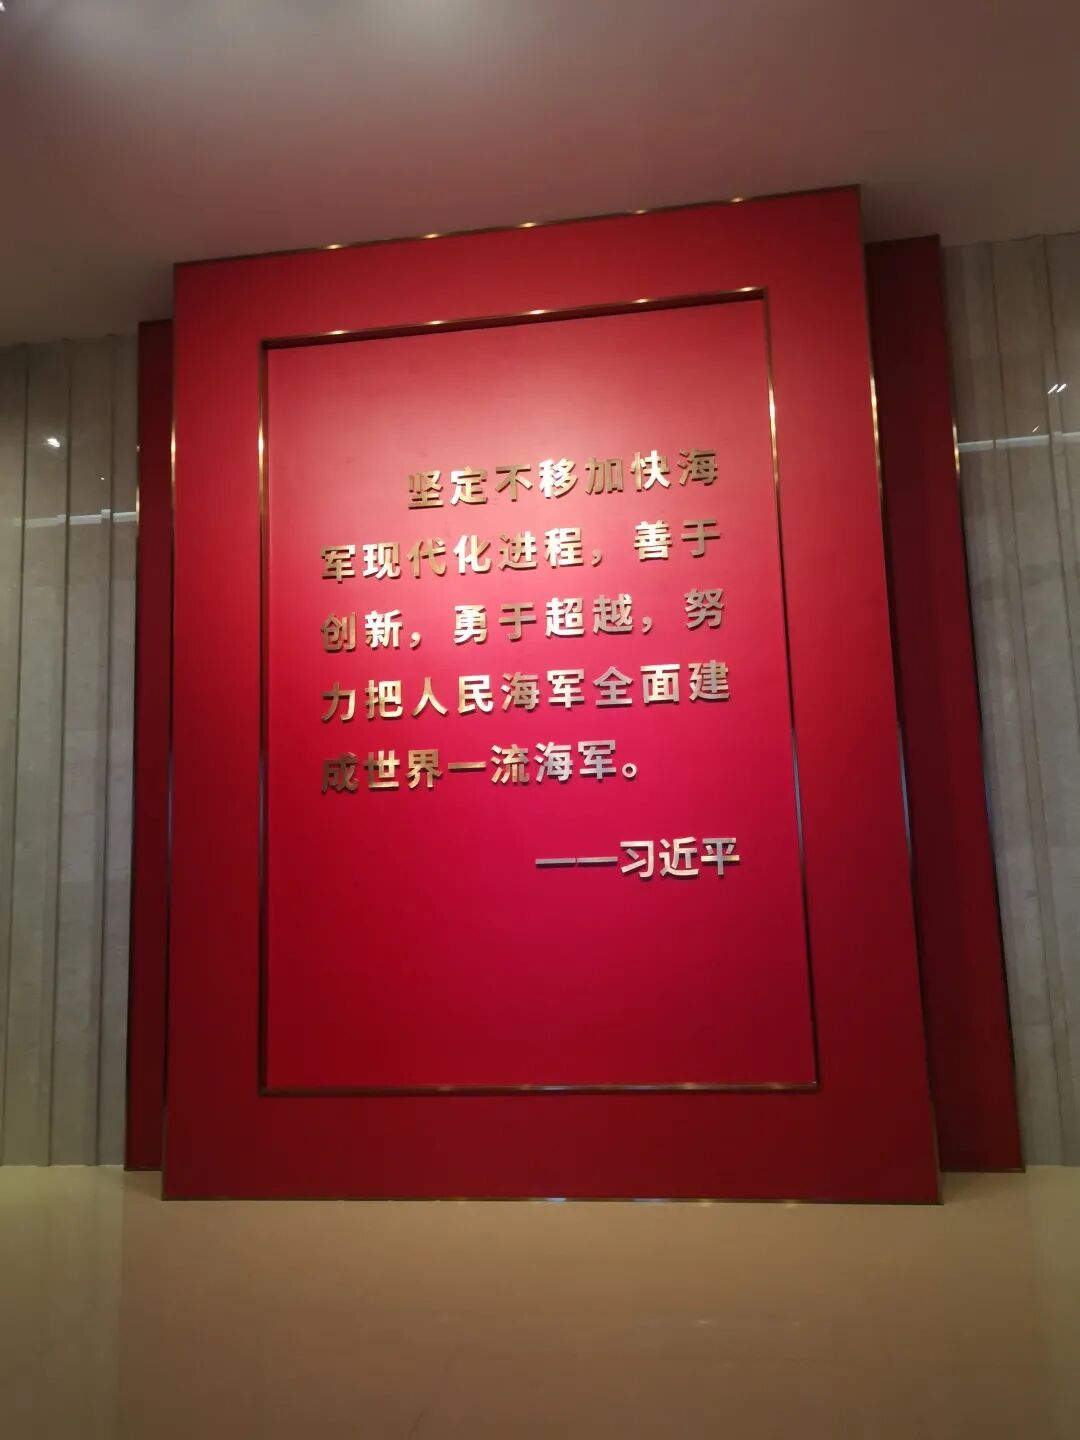 坚定不移加快海
军现代化进程，善于
创新，勇于超越，努
力把人民海军全面建
成世界一流海军。
——习近平